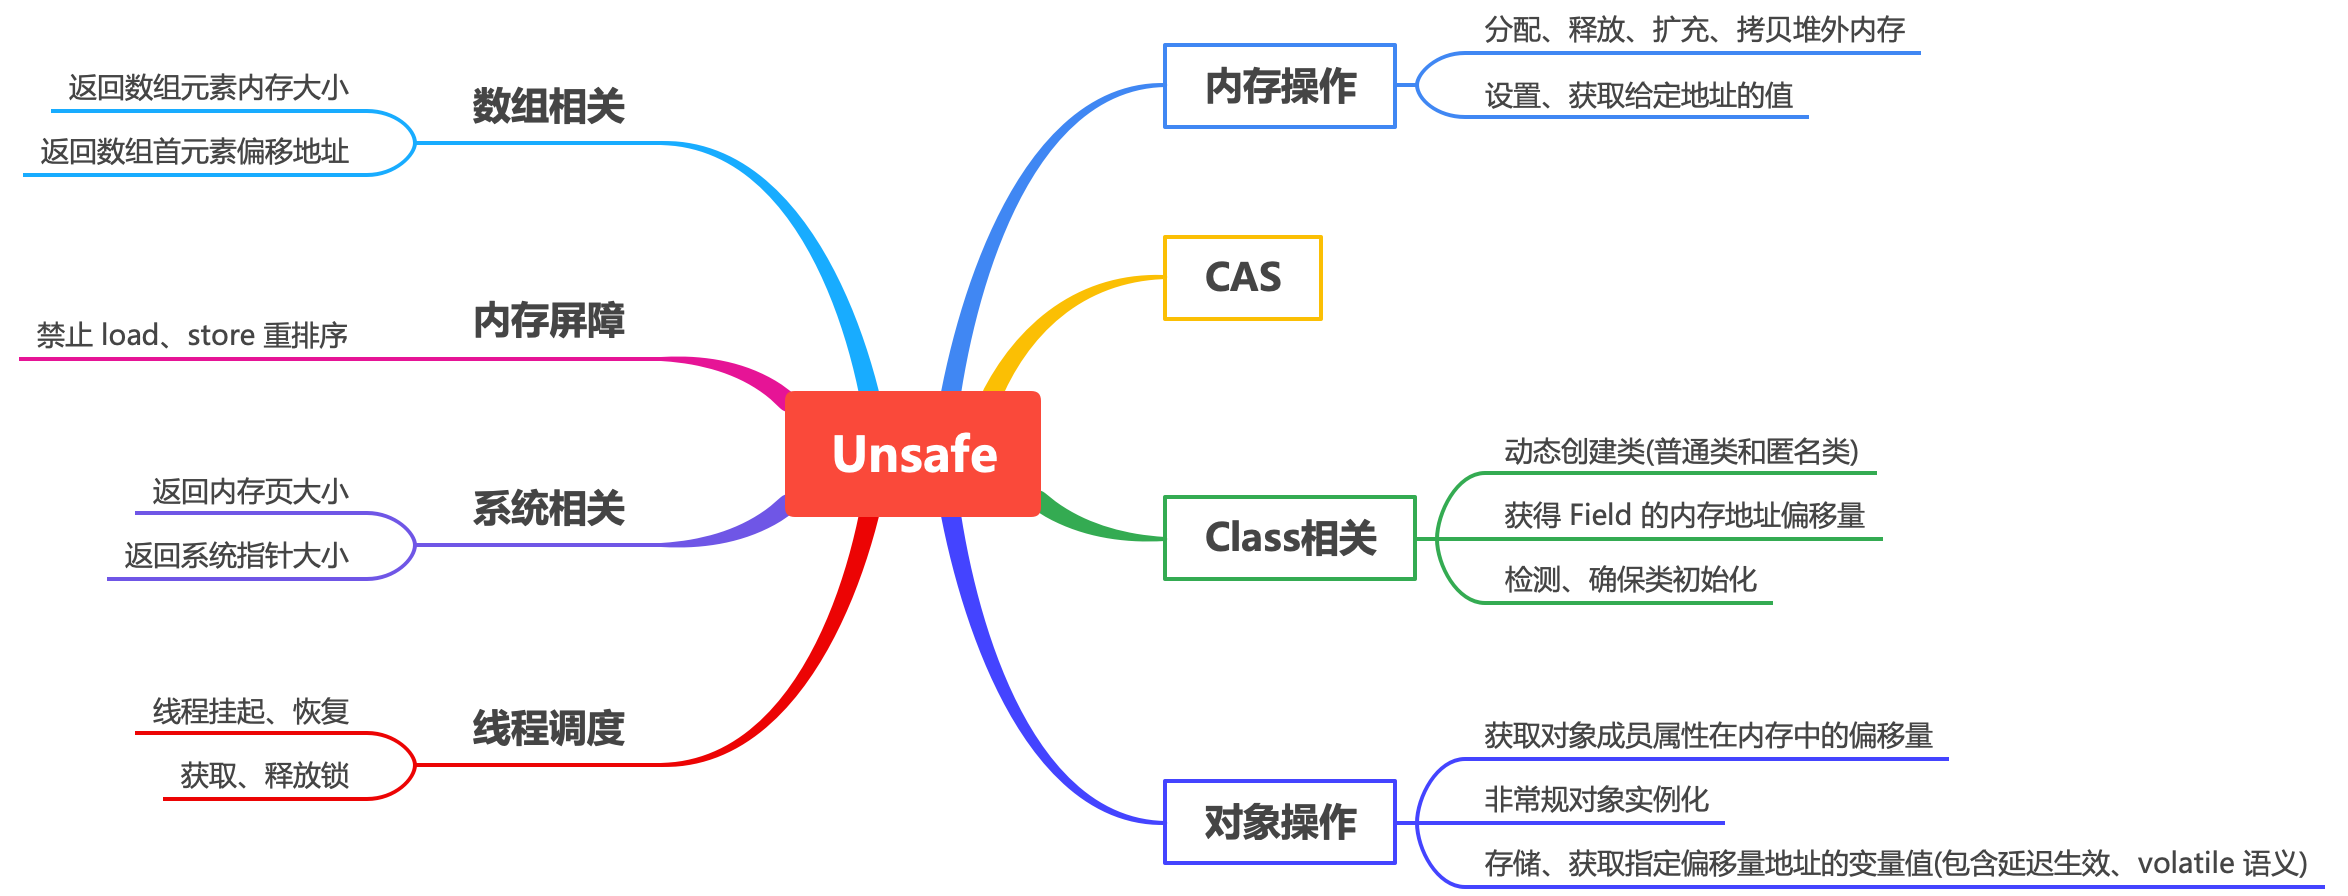 Unsafe
内存操作
分配、释放、扩充、拷贝堆外内存
设置、获取给定地址的值
CAS
Class相关
动态创建类(普通类和匿名类)
获得 Field 的内存地址偏移量
检测、确保类初始化
对象操作
获取对象成员属性在内存中的偏移量
非常规对象实例化
存储、获取指定偏移量地址的变量值(包含延迟生效、volatile 语义)
数组相关
返回数组元素内存大小
返回数组首元素偏移地址
内存屏障
禁止 load、store 重排序
系统相关
返回内存页大小
返回系统指针大小
线程调度
线程挂起、恢复
获取、释放锁